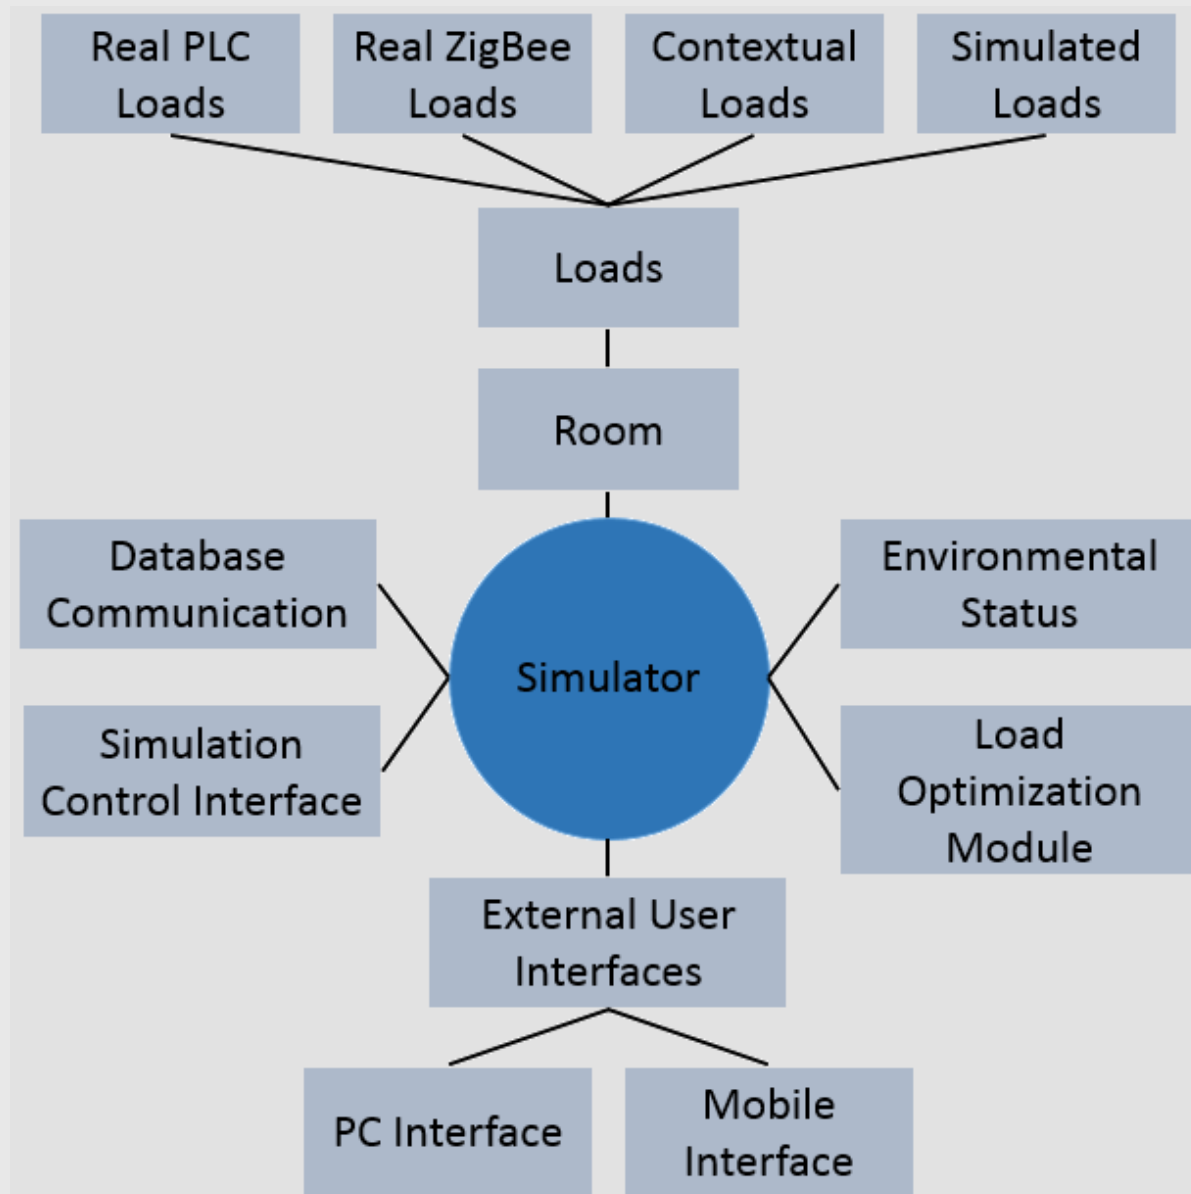 Real PLC
Loads
Real ZigBee
Loads
Contextual
Loads
Simulated
Loads
Loads
Room
Database
Communication
Environmental
Status
Simulator
Simulation
Control Interface
Load
Optimization
Module
External User
Interfaces
PC Interface
Mobile
Interface